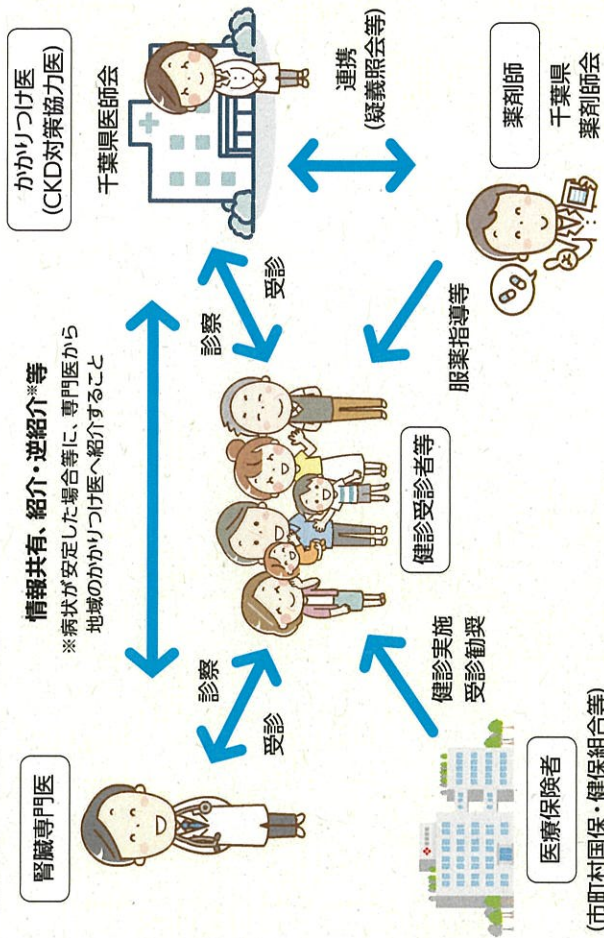 情報共有、紹介・逆紹介※等
※病状が安定した場合等に、専門医から
地域のかかりつけ医へ紹介すること
腎臓専門医
かかりつけ医
(CKD対策協力医)
千葉県医師会
診察
受診
診察
受診
連携
(疑義照会等)
健診受診者等
健診実施
受診勧奨
服薬指導等
医療保険者
(市町村国保・健保組合等)
薬剤師
千葉県
薬剤師会